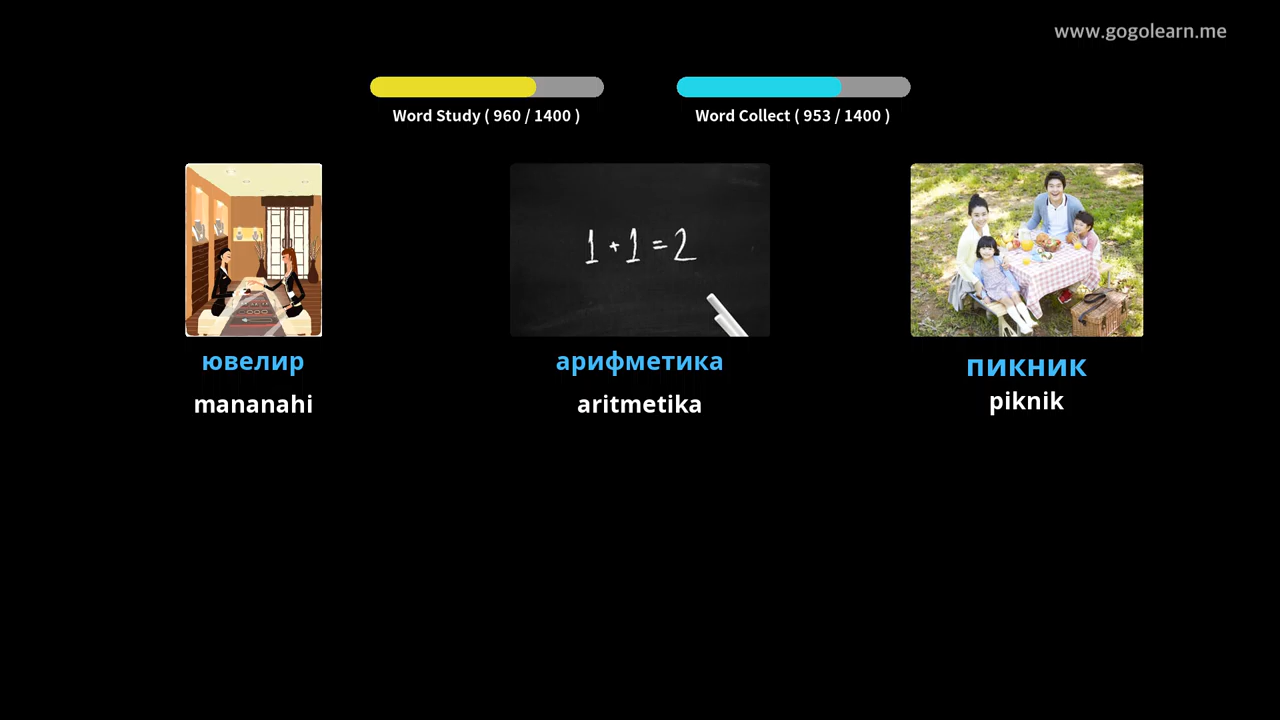 www.gogolearn.me
Word Study ( 960 / 1400 )
Word Collect ( 953 / 1400 )
1 + 1 = 2
ювелир
mananahi
арифметика
aritmetika
пикник
piknik